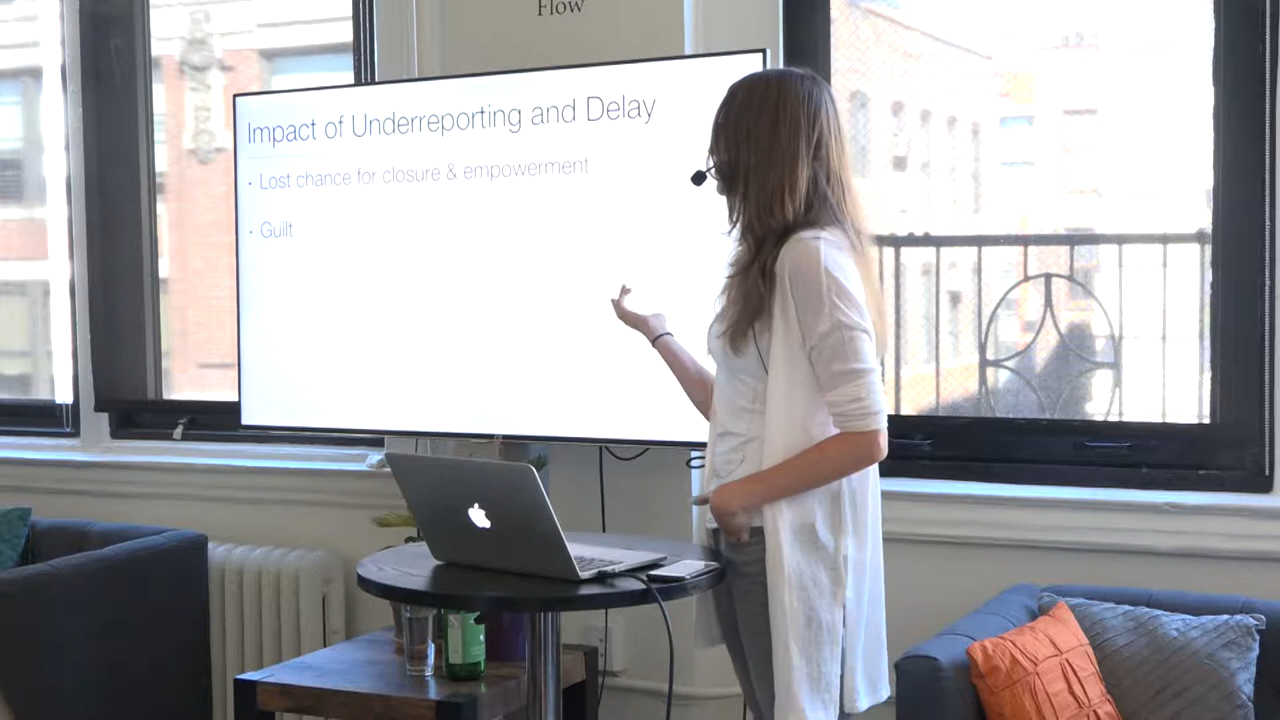 Flow
Impact of Underreporting and Delay
• Lost chance for closure & empowerment
• Guilt